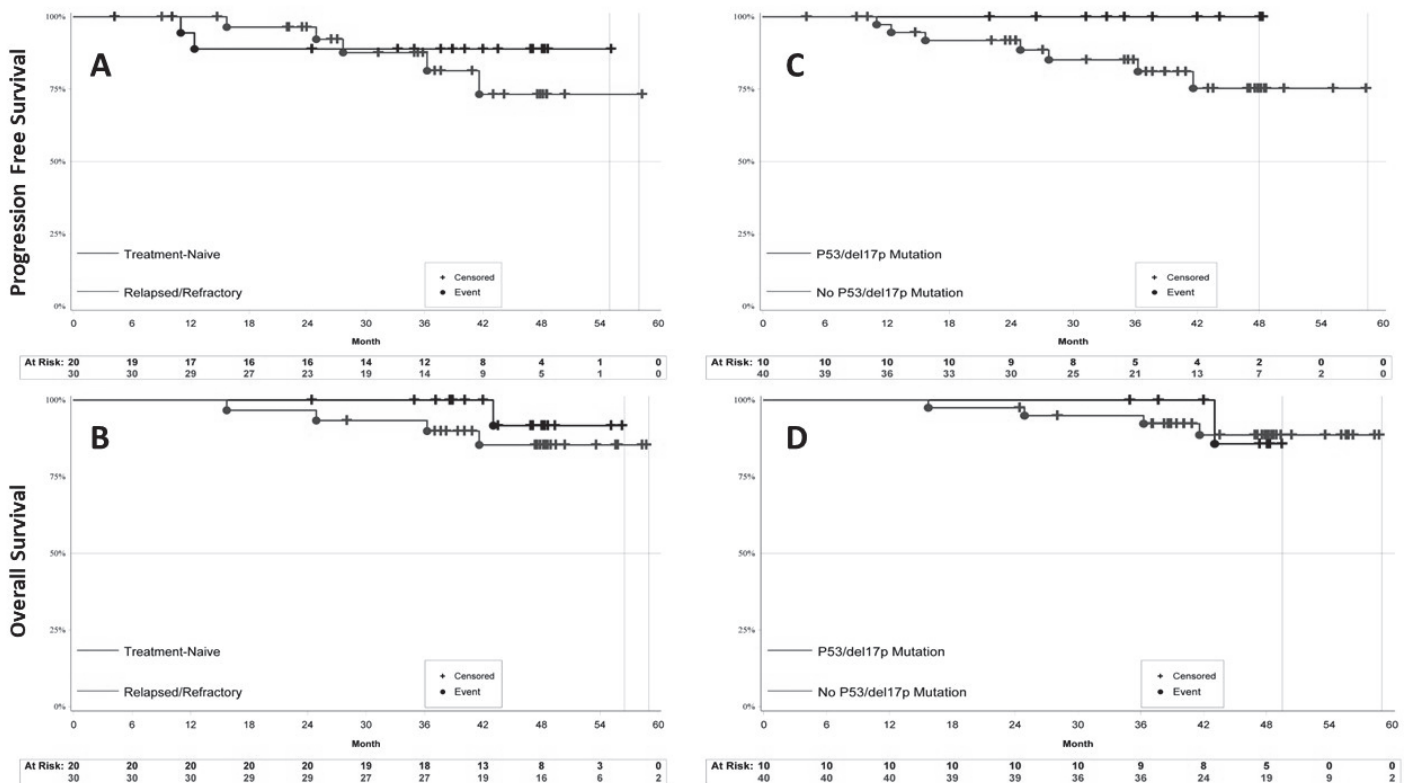 Progression Free Survival
A
100%
75%
50%
25%
0%
Treatment-Naive
Relapsed/Refractory
Censored
Event
0 6 12 18 24 30 36 42 48 54 60
Month
At Risk: 20 19 17 16 16 14 12 8 4 1 0
30 30 29 27 23 19 14 9 5 1 0
C
100%
75%
50%
25%
0%
P53/del17p Mutation
No P53/del17p Mutation
Censored
Event
0 6 12 18 24 30 36 42 48 54 60
Month
At Risk: 10 10 10 10 9 8 5 4 2 0 0
40 39 36 33 30 25 21 13 7 2 0
Overall Survival
B
100%
75%
50%
25%
0%
Treatment-Naive
Relapsed/Refractory
Censored
Event
0 6 12 18 24 30 36 42 48 54 60
Month
At Risk: 20 20 20 20 20 19 18 13 8 3 0
30 30 30 29 29 27 27 19 16 6 2
D
100%
75%
50%
25%
0%
P53/del17p Mutation
No P53/del17p Mutation
Censored
Event
0 6 12 18 24 30 36 42 48 54 60
Month
At Risk: 10 10 10 10 10 10 9 8 5 0 0
40 40 40 39 39 36 36 24 19 9 2